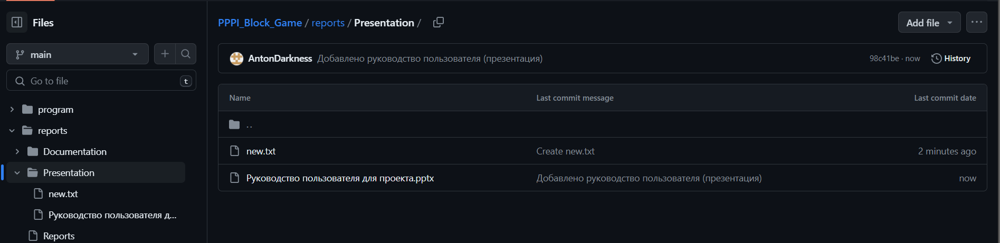 Files
main
Go to file
t
program
reports
Documentation
Presentation
new.txt
Руководство пользователя д...
Reports
PPPI_Block_Game / reports / Presentation /
Add file
AntonDarkness Добавлено руководство пользователя (презентация)
98c41be · now
History
Name Last commit message Last commit date
..
new.txt Create new.txt 2 minutes ago
Руководство пользователя для проекта.pptx Добавлено руководство пользователя (презентация) now